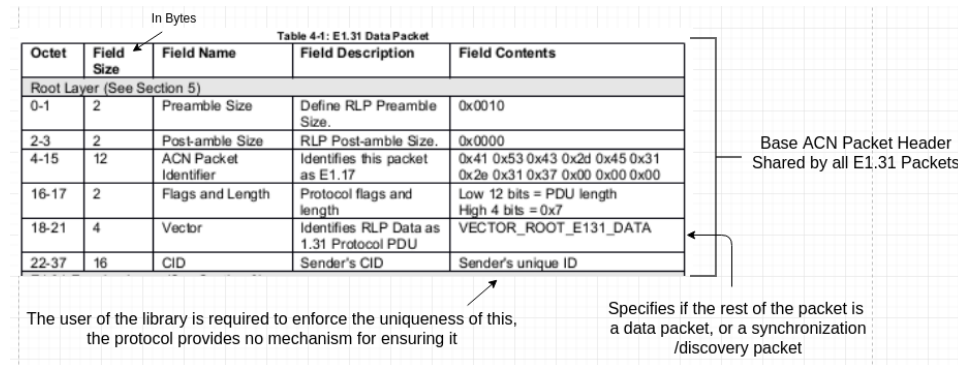 In Bytes
Table 4-1: E1.31 Data Packet
Octet Field Size Field Name Field Description Field Contents
Root Layer (See Section 5)
0-1 2 Preamble Size Define RLP Preamble Size. 0x0010
2-3 2 Post-amble Size RLP Post-amble Size. 0x0000
4-15 12 ACN Packet Identifier Identifies this packet as E1.17 0x41 0x53 0x43 0x2d 0x45 0x31
0x2e 0x31 0x37 0x00 0x00 0x00
16-17 2 Flags and Length Protocol flags and length Low 12 bits = PDU length
High 4 bits = 0x7
18-21 4 Vector Identifies RLP Data as 1.31 Protocol PDU VECTOR_ROOT_E131_DATA
22-37 16 CID Sender's CID Sender's unique ID
Base ACN Packet Header
Shared by all E1.31 Packets
The user of the library is required to enforce the uniqueness of this,
the protocol provides no mechanism for ensuring it
Specifies if the rest of the packet is
a data packet, or a synchronization
/discovery packet